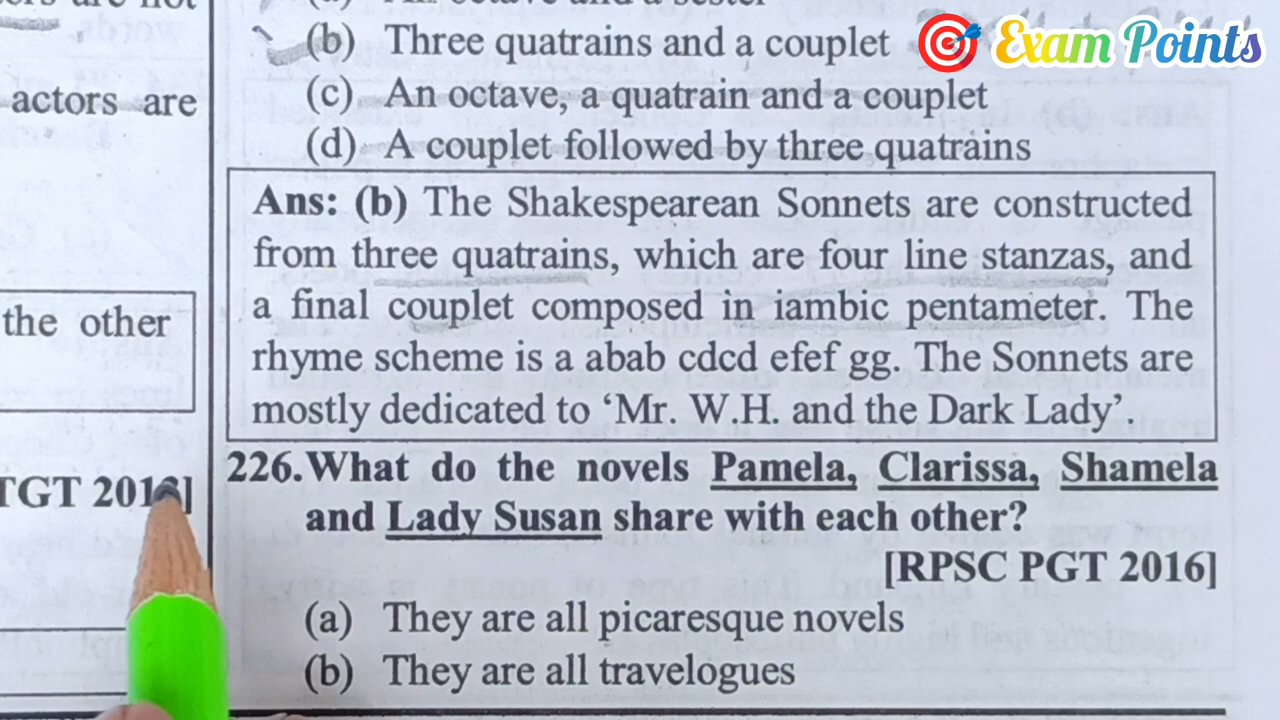 actors are
the other
TGT 2018]
Exam Points
(b) Three quatrains and a couplet
(c) An octave, a quatrain and a couplet
(d) A couplet followed by three quatrains
Ans: (b) The Shakespearean Sonnets are constructed
from three quatrains, which are four line stanzas, and
a final couplet composed in iambic pentameter. The
rhyme scheme is a abab cdcd efef gg. The Sonnets are
mostly dedicated to ‘Mr. W.H. and the Dark Lady’.
226. What do the novels Pamela, Clarissa, Shamela
and Lady Susan share with each other?
[RPSC PGT 2016]
(a) They are all picaresque novels
(b) They are all travelogues